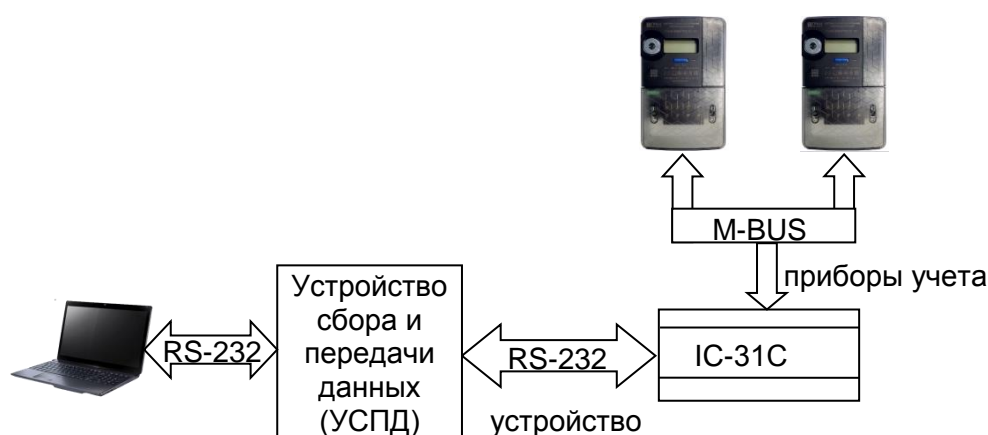 M-BUS
приборы учета
Устройство
сбора и
передачи
данных
(УСПД)
RS-232
RS-232
IC-31C
устройство